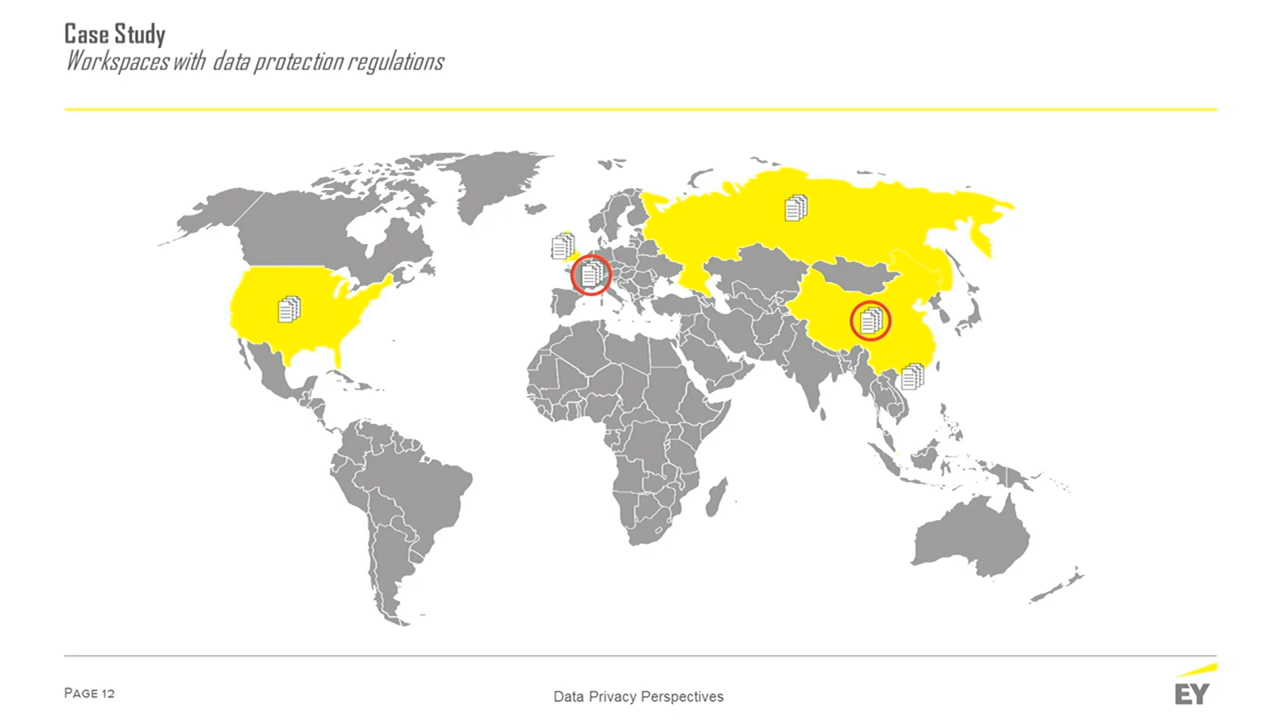 Case Study
Workspaces with data protection regulations
PAGE 12
Data Privacy Perspectives
EY